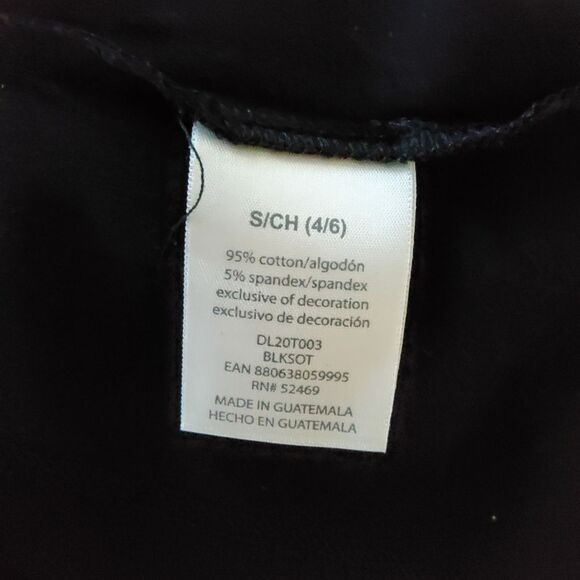 S/CH (4/6)
95% cotton/algodón
5% spandex/spandex
exclusive of decoration
exclusivo de decoración
DL20T003
BLKSOT
EAN 880638059995
RN# 52469
MADE IN GUATEMALA
HECHO EN GUATEMALA